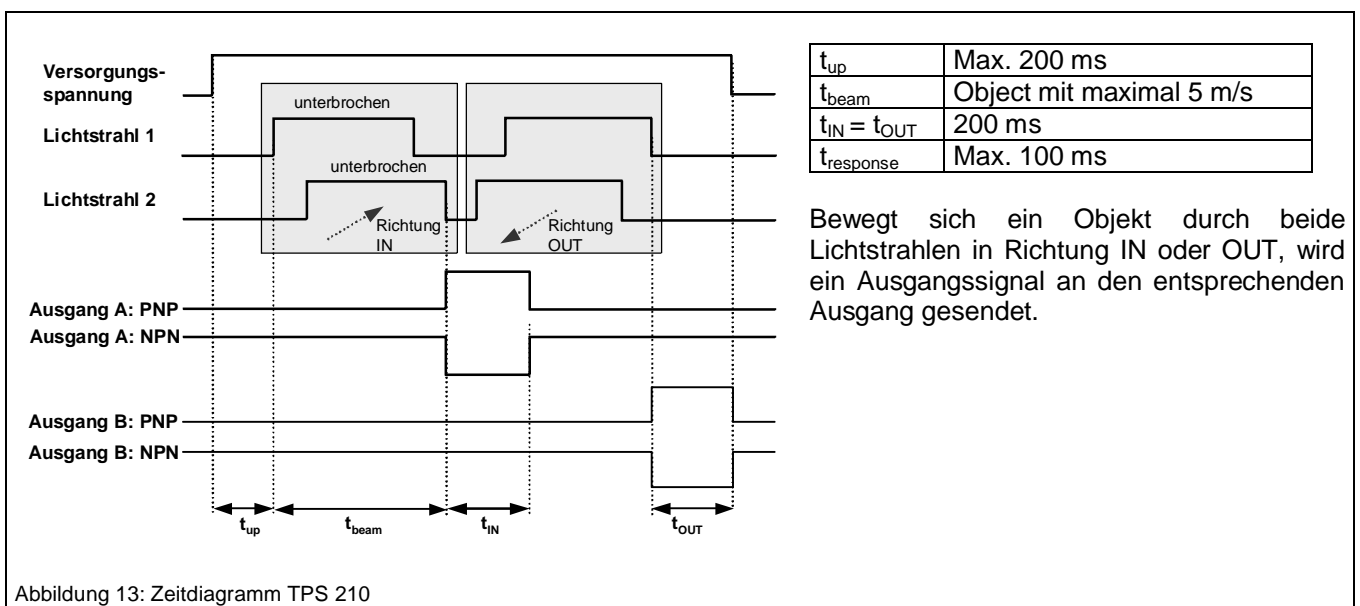 Versorgungs-
spannung
Lichtstrahl 1
Lichtstrahl 2
unterbrochen
unterbrochen
Richtung
IN
Richtung
OUT
Ausgang A: PNP
Ausgang A: NPN
Ausgang B: PNP
Ausgang B: NPN
tup
tbeam
tIN
tOUT
tup Max. 200 ms
tbeam Object mit maximal 5 m/s
tIN = tOUT 200 ms
tresponse Max. 100 ms
Bewegt sich ein Objekt durch beide
Lichtstrahlen in Richtung IN oder OUT, wird
ein Ausgangssignal an den entsprechenden
Ausgang gesendet.
Abbildung 13: Zeitdiagramm TPS 210